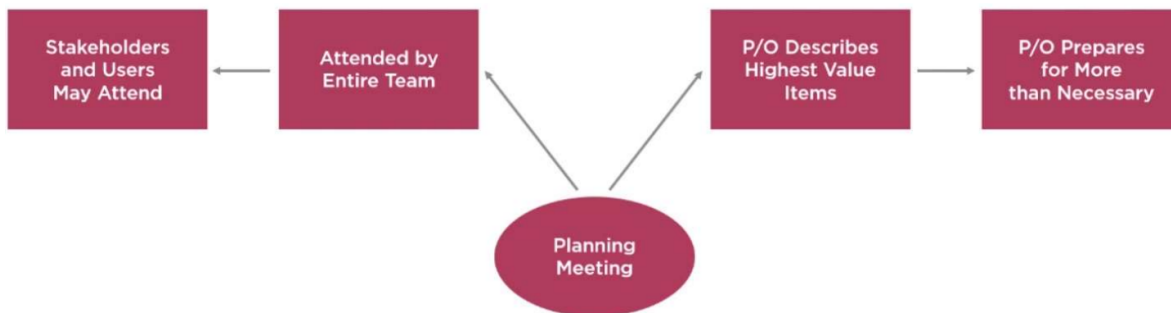 Stakeholders
and Users
May Attend
Attended by
Entire Team
P/O Describes
Highest Value
Items
P/O Prepares
for More
than Necessary
Planning
Meeting